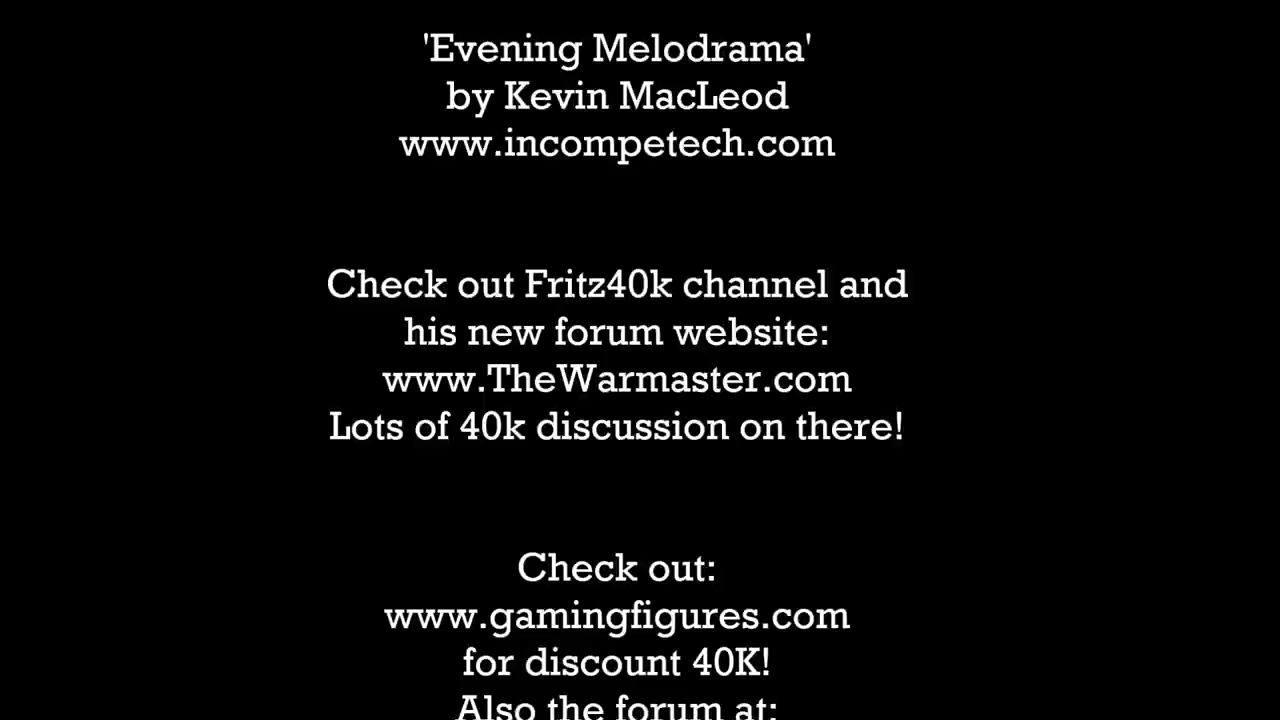 'Evening Melodrama'
by Kevin MacLeod
www.incompetech.com
Check out Fritz40k channel and
his new forum website:
www.TheWarmaster.com
Lots of 40k discussion on there!
Check out:
www.gamingfigures.com
for discount 40K!
Also the forum at: